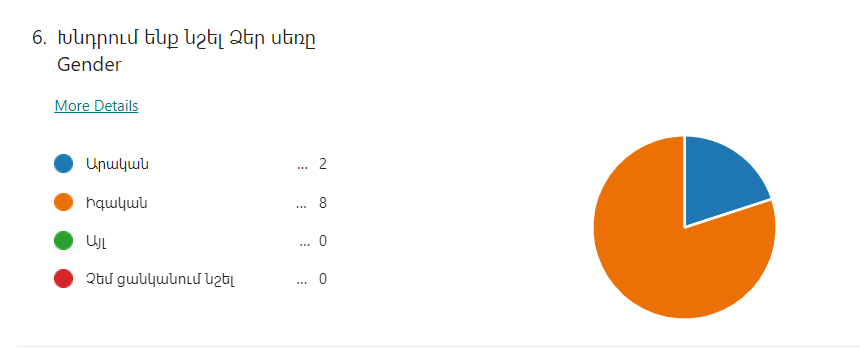 6. Խնդրում ենք նշել Ձեր սեռը
Gender
More Details
Արական ... 2
Իգական ... 8
Այլ ... 0
Չեմ ցանկանում նշել ... 0